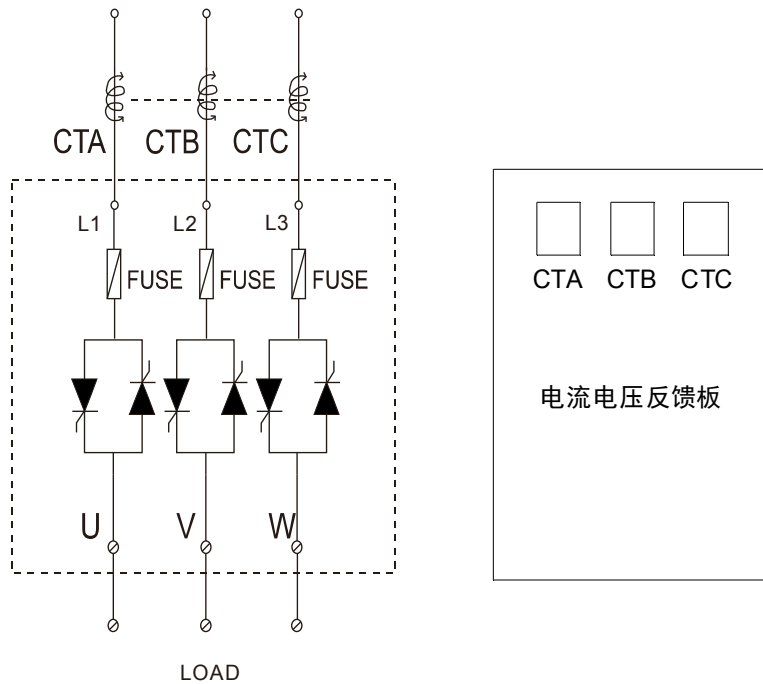 CTA CTB CTC
L1 L2 L3
FUSE FUSE FUSE
U V W
LOAD
CTA CTB CTC
电流电压反馈板